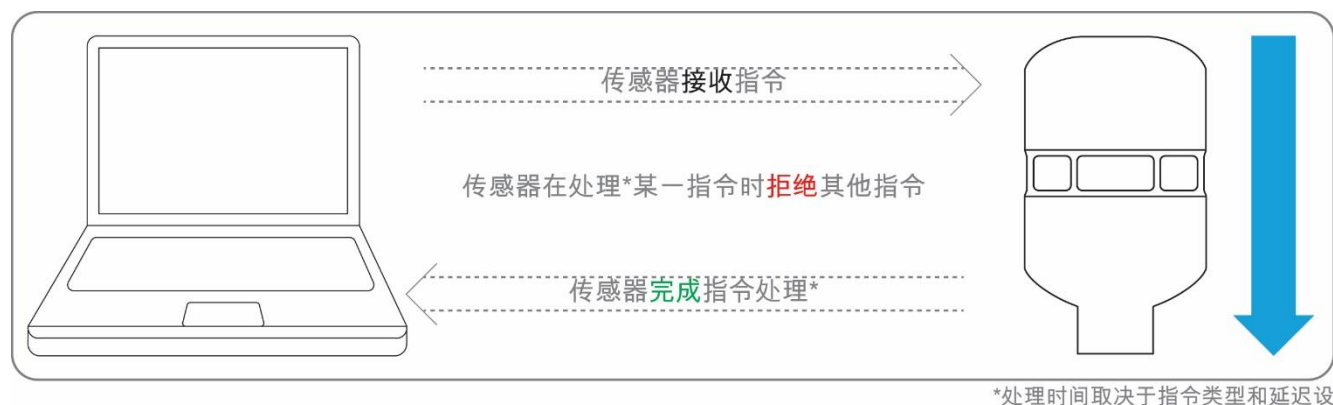 传感器接收指令
传感器在处理*某一指令时拒绝其他指令
传感器完成指令处理*
*处理时间取决于指令类型和延迟设